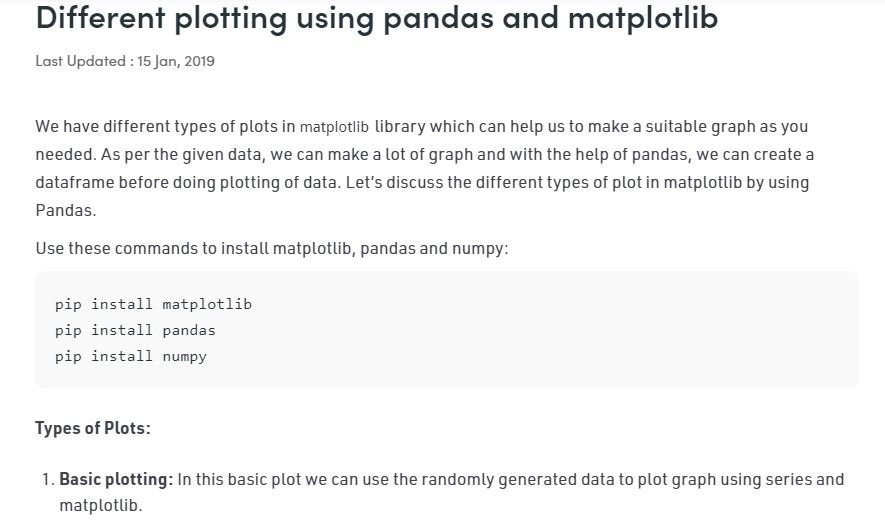 Different plotting using pandas and matplotlib
Last Updated : 15 Jan, 2019
We have different types of plots in matplotlib library which can help us to make a suitable graph as you
needed. As per the given data, we can make a lot of graph and with the help of pandas, we can create a
dataframe before doing plotting of data. Let's discuss the different types of plot in matplotlib by using
Pandas.
Use these commands to install matplotlib, pandas and numpy:
pip install matplotlib
pip install pandas
pip install numpy
Types of Plots:
1. Basic plotting: In this basic plot we can use the randomly generated data to plot graph using series and
matplotlib.